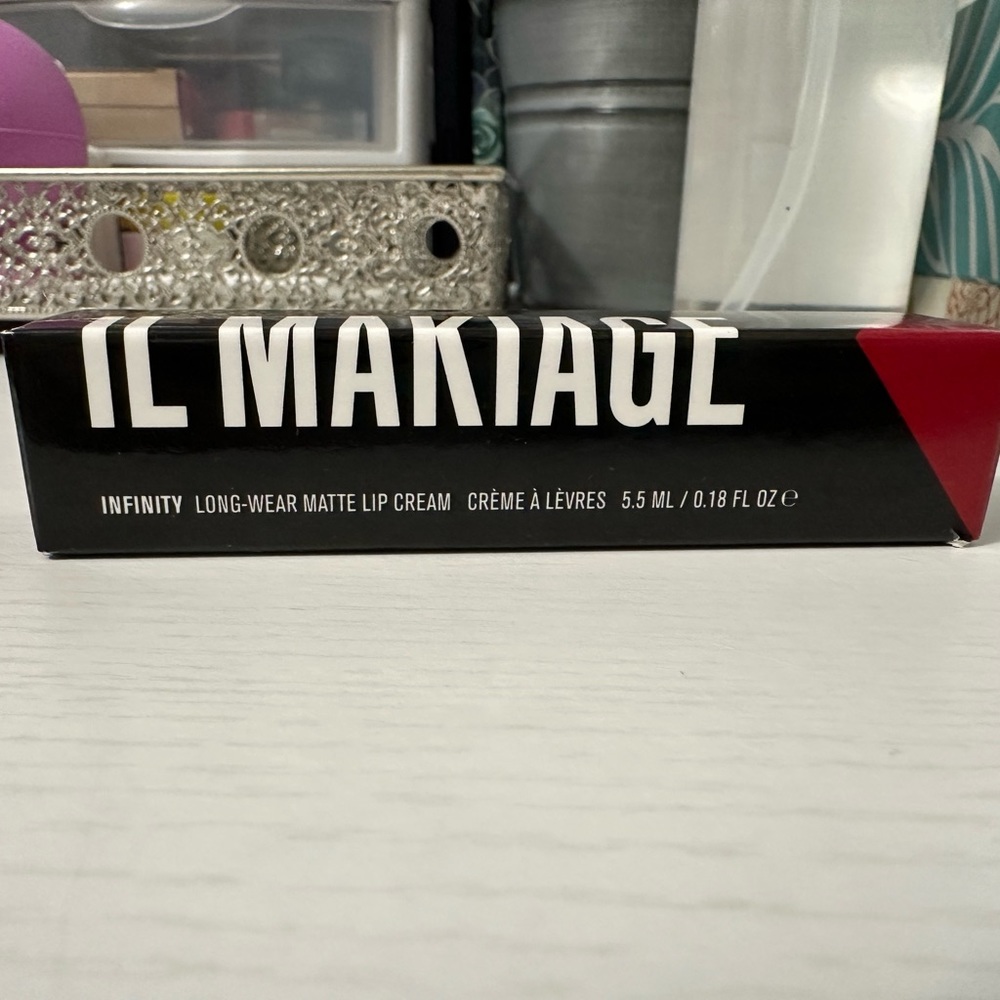 IL MAKIAGE
INFINITY LONG-WEAR MATTE LIP CREAM CRÈME À LÈVRES 5.5 ML / 0.18 FL OZ ℮